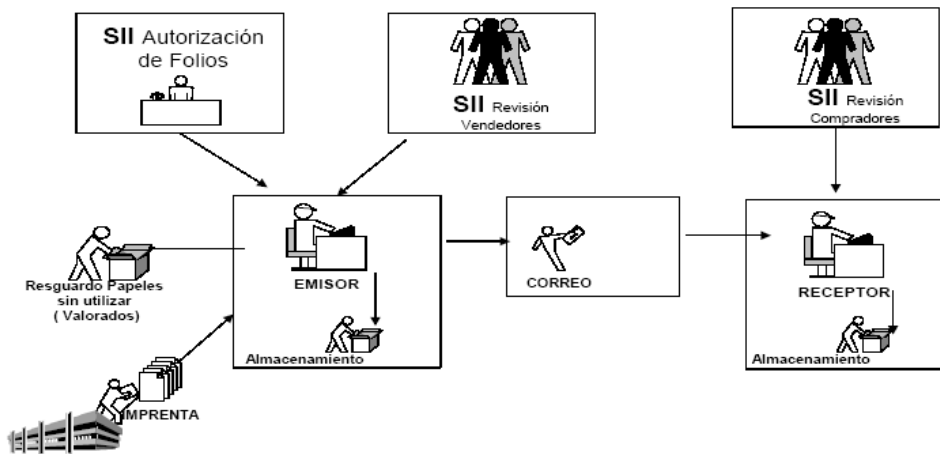 SII Autorización
de Folios
SII Revisión
Vendedores
SII Revisión
Compradores
Resguardo Papeles
sin utilizar
( Valorados)
EMISOR
Almacenamiento
CORREO
RECEPTOR
Almacenamiento
IMPRENTA